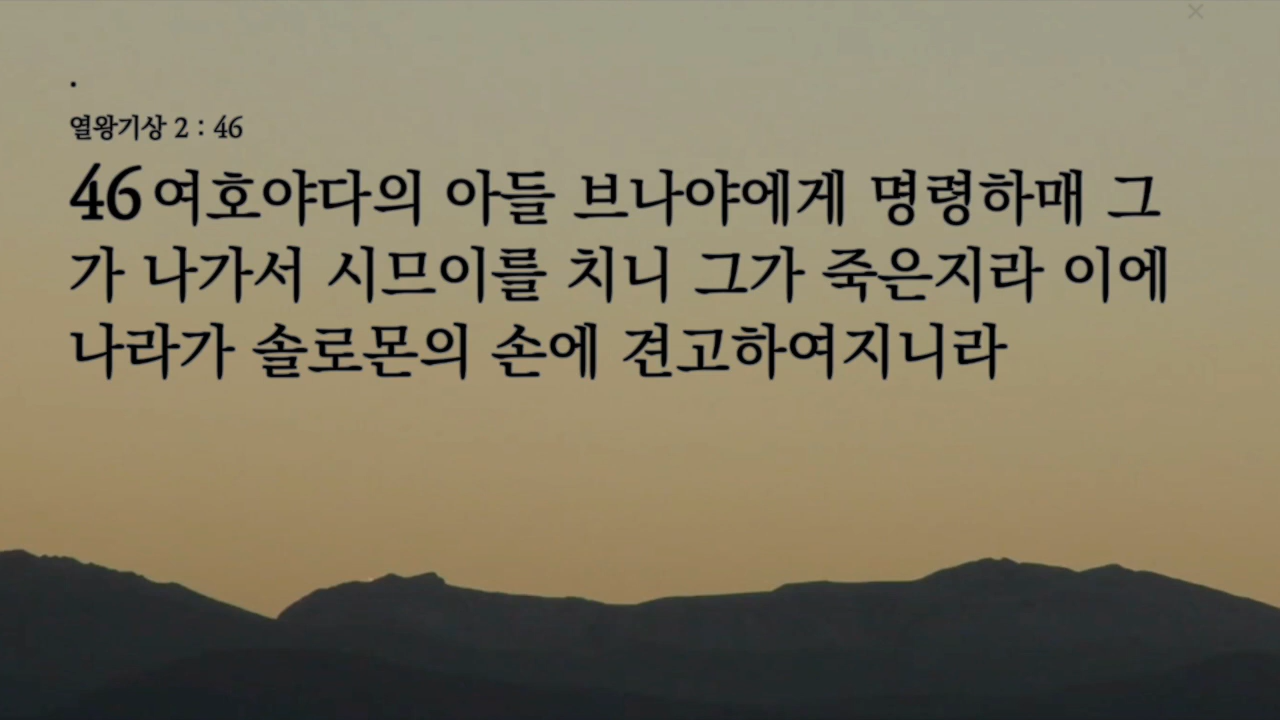 .
열왕기상 2 : 46
46 여호야다의 아들 브나야에게 명령하매 그
가 나가서 시므이를 치니 그가 죽은지라 이에
나라가 솔로몬의 손에 견고하여지니라